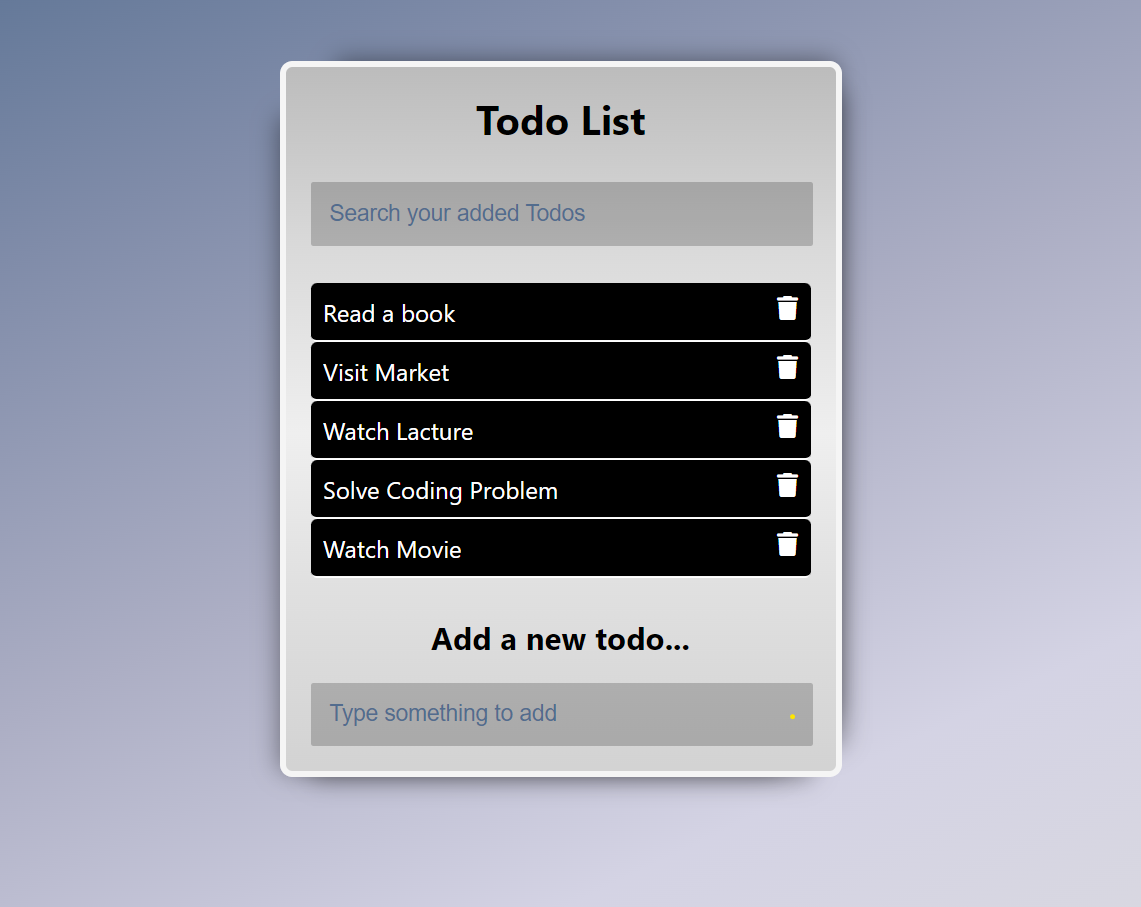 Todo List
Search your added Todos
Read a book
Visit Market
Watch Lacture
Solve Coding Problem
Watch Movie
Add a new todo...
Type something to add